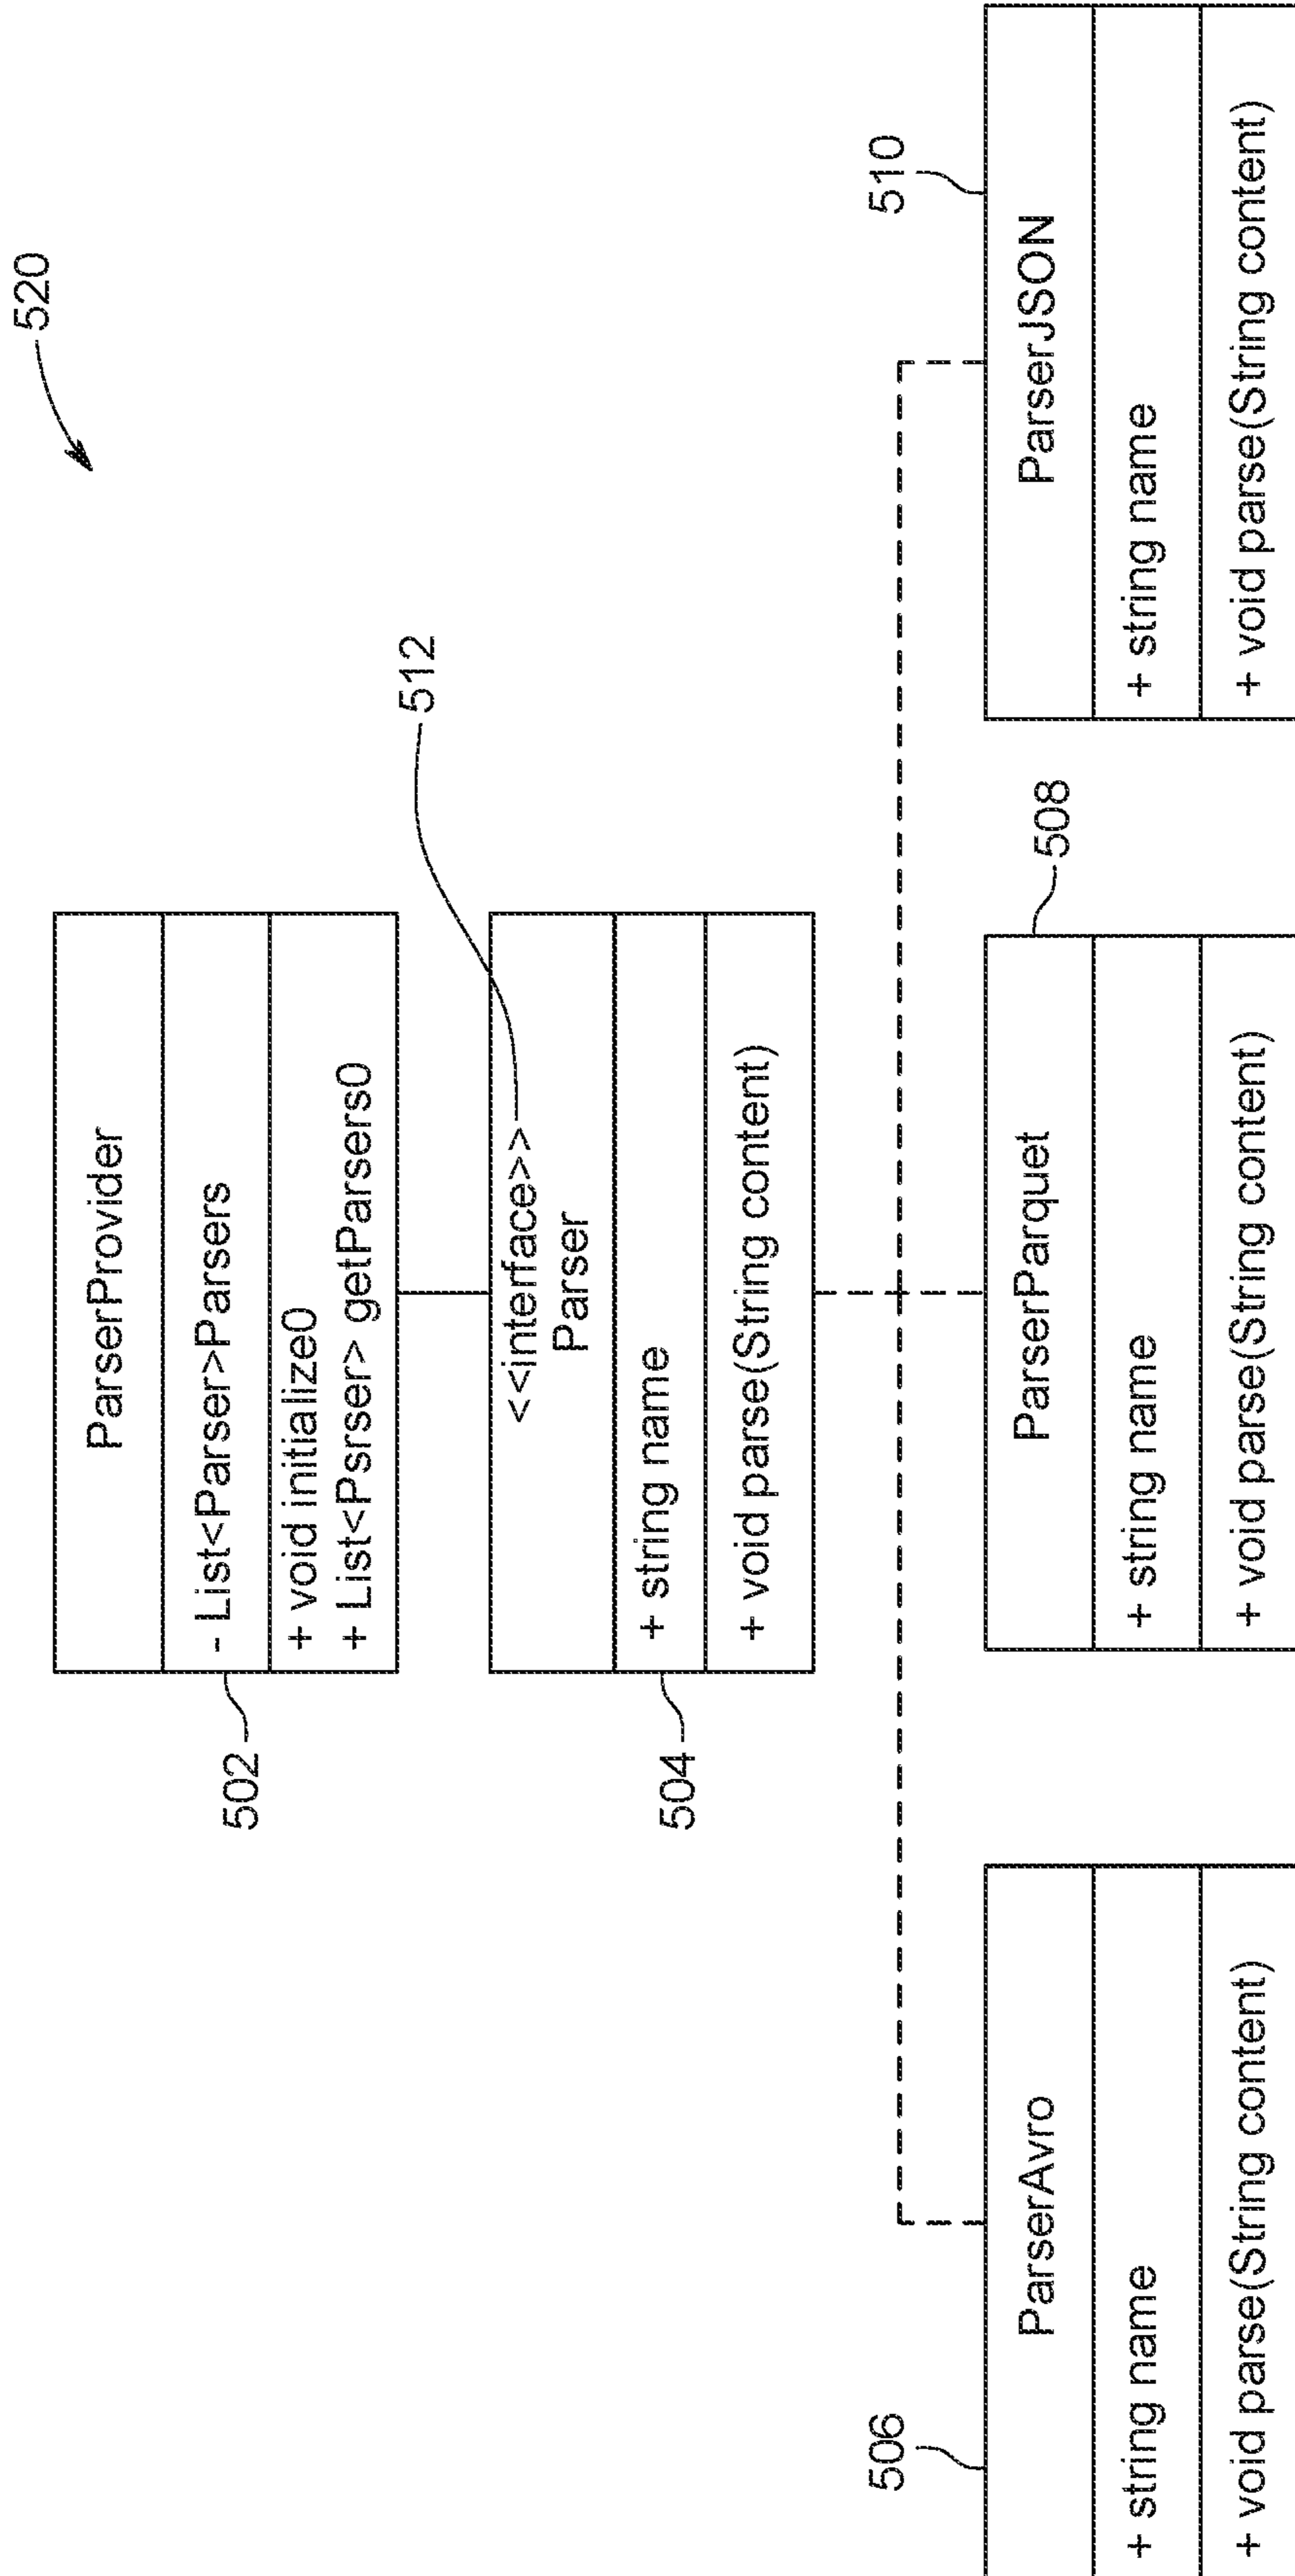 520
ParserProvider
- List<Parser>Parsers
+ void initialize0
+ List<Psrser> getParsers0
502
512
<<interface>>
Parser
+ string name
+ void parse(String content)
504
506
ParserAvro
+ string name
+ void parse(String content)
508
ParserParquet
+ string name
+ void parse(String content)
510
ParserJSON
+ string name
+ void parse(String content)